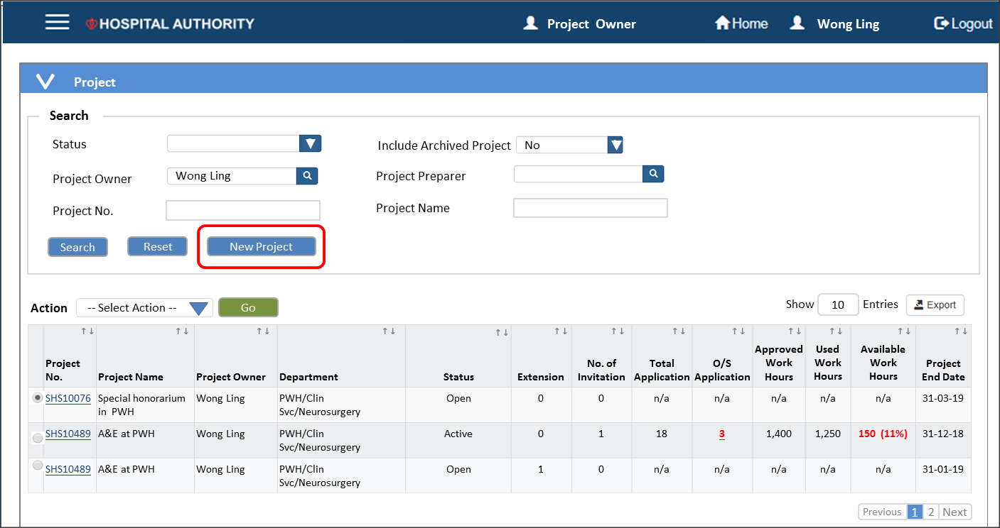 HOSPITAL AUTHORITY Project Owner Home Wong Ling Logout
Project
Search
Status Include Archived Project No
Project Owner Wong Ling Project Preparer
Project No. Project Name
Search Reset New Project
Action -- Select Action -- Go Show 10 Entries Export
Project No. Project Name Project Owner Department Status Extension No. of Invitation Total Application O/S Application Approved Work Hours Used Work Hours Available Work Hours Project End Date
SHS10076 Special honorarium Wong Ling PWH/Clin Open 0 0 n/a n/a n/a n/a n/a 31-03-19
in PWH Svc/Neurosurgery
SHS10489 A&E at PWH Wong Ling PWH/Clin Active 0 1 18 3 1,400 1,250 150 (11%) 31-12-18
Svc/Neurosurgery
SHS10489 A&E at PWH Wong Ling PWH/Clin Open 1 0 n/a n/a n/a n/a n/a 31-01-19
Svc/Neurosurgery
Previous 1 2 Next